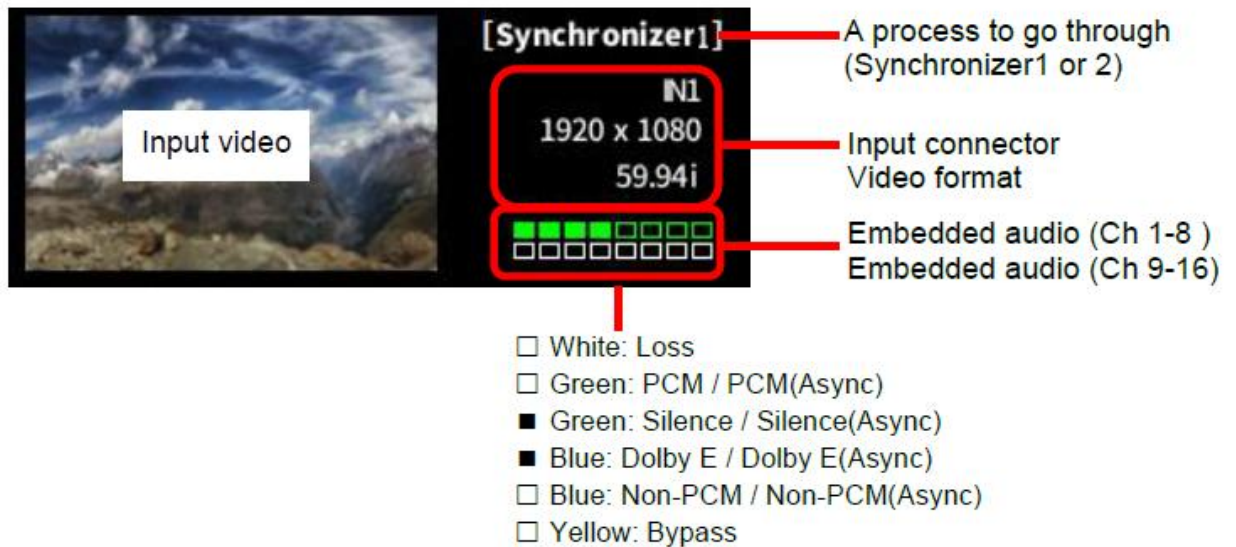 Input video
[Synchronizer1]
IN1
1920 x 1080
59.94i
A process to go through
(Synchronizer1 or 2)
Input connector
Video format
Embedded audio (Ch 1-8 )
Embedded audio (Ch 9-16)
□ White: Loss
□ Green: PCM / PCM(Async)
■ Green: Silence / Silence(Async)
■ Blue: Dolby E / Dolby E(Async)
□ Blue: Non-PCM / Non-PCM(Async)
□ Yellow: Bypass